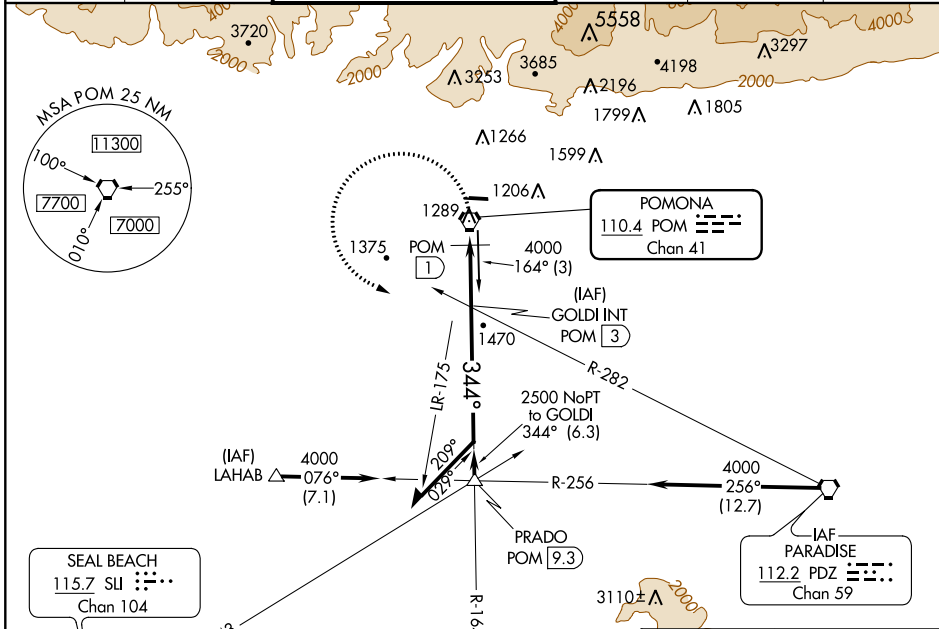 4000
5558
4000
3720
2000
2000
3253
3685
4198
3297
2000
2196
1799
1805
MSA POM 25 NM
11300
100°
255°
7700
7000
010°
1266
1599
1206
1289
POMONA
110.4 POM
Chan 41
1375
POM
1
4000
164° (3)
(IAF)
GOLDI INT
POM 3
1470
R-282
LR-175
344°
2500 NoPT
to GOLDI
344° (6.3)
(IAF)
LAHAB
4000
076°
(7.1)
209°
029°
R-256
4000
256°
(12.7)
PRADO
POM 9.3
IAF
PARADISE
112.2 PDZ
Chan 59
SEAL BEACH
115.7 SLI
Chan 104
R-16
3110±
2000